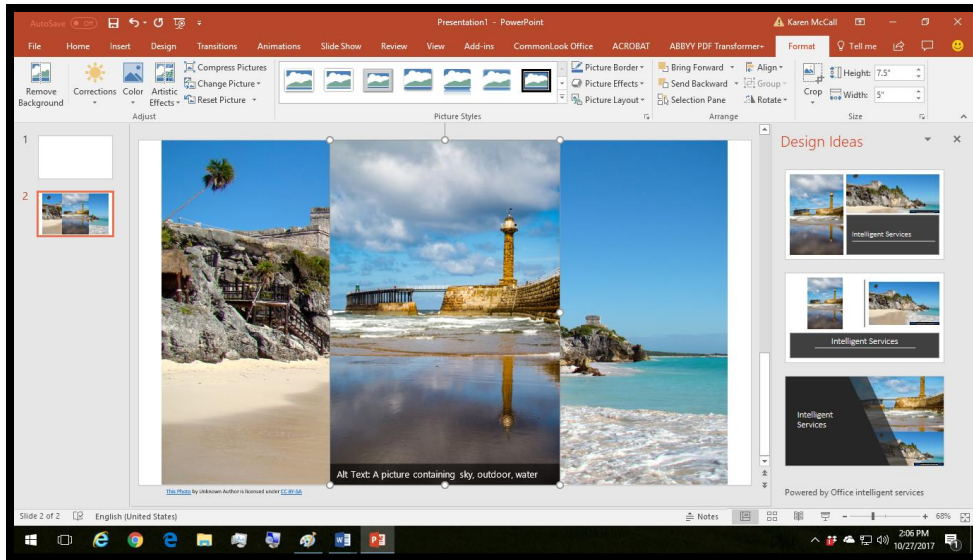 AutoSave Off
Presentation1 - PowerPoint
Karen McCall
File Home Insert Design Transitions Animations Slide Show Review View Add-ins CommonLook Office ACROBAT ABBYY PDF Transformer+ Format Tell me
Remove Background
Corrections
Color
Artistic Effects
Compress Pictures
Change Picture
Reset Picture
Adjust
Picture Styles
Picture Border
Picture Effects
Picture Layout
Bring Forward
Send Backward
Selection Pane
Align
Group
Rotate
Arrange
Crop
Height: 7.5"
Width: 5"
Size
1
2
Alt Text: A picture containing sky, outdoor, water
This Photo by Unknown Author is licensed under CC BY-SA
Design Ideas
Intelligent Services
Intelligent Services
Intelligent
Services
Powered by Office intelligent services
Slide 2 of 2 English (United States) Notes 68%
2:06 PM
10/27/2017
1